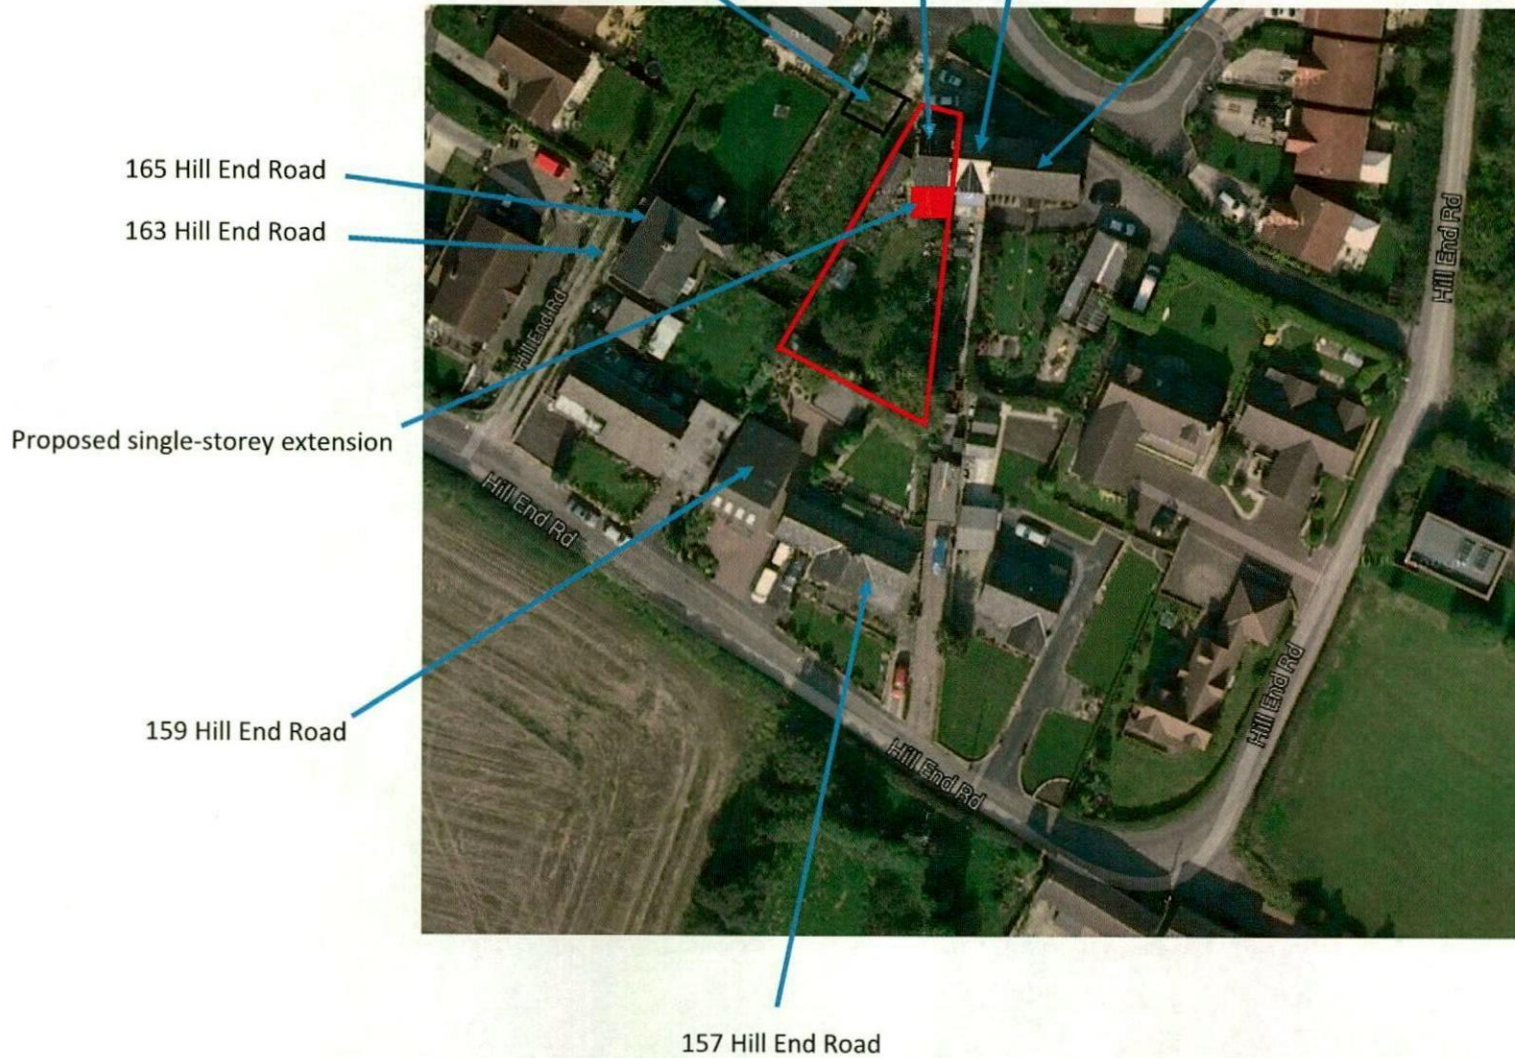 165 Hill End Road
163 Hill End Road
Hill End Rd
Hill End Rd
Proposed single-storey extension
Hill End Rd
159 Hill End Road
Hill End Rd
Hill End Rd
157 Hill End Road